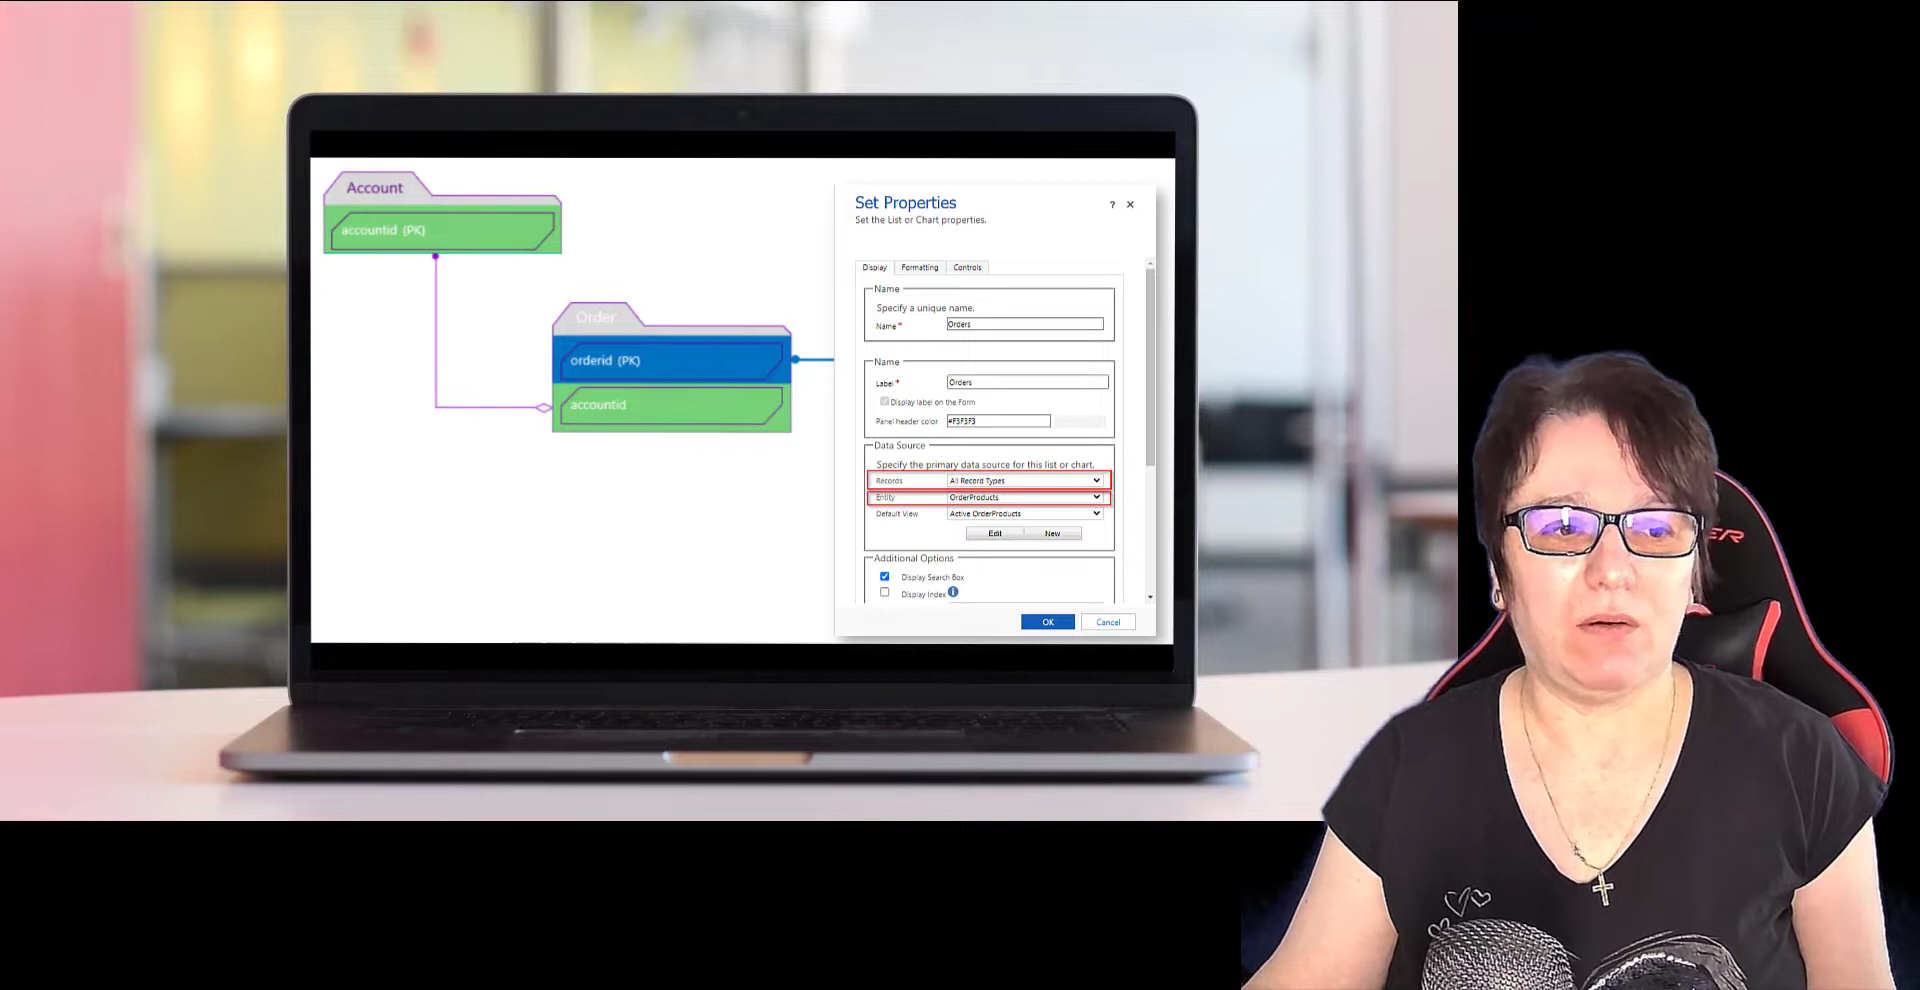 Account
accountid (PK)
Order
orderid (PK)
accountid
Set Properties
? ×
Set the List or Chart properties.
Display Formatting Controls
Name
Specify a unique name.
Name * Orders
Name
Label * Orders
Display label on the Form
Panel header color #F3F3F3
Data Source
Specify the primary data source for this list or chart.
Records All Record Types
Entity OrderProducts
Default View Active OrderProducts
Edit New
Additional Options
Display Search Box
Display Index i
OK Cancel
ER